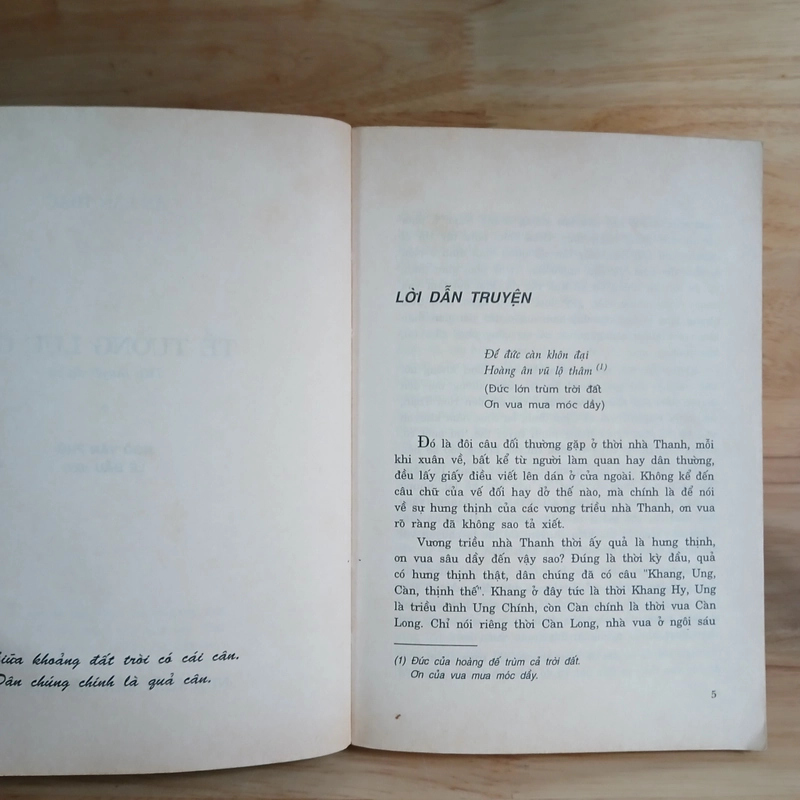 giữa khoảng đất trời có cái cân.
Dân chúng chính là quả cân.
LỜI DẪN TRUYỆN
Đế đức càn khôn đại
Hoàng ân vũ lộ thâm (1)
(Đức lớn trùm trời đất
Ơn vua mưa móc dầy)
Đó là đôi câu đối thường gặp ở thời nhà Thanh, mỗi
khi xuân về, bất kể từ người làm quan hay dân thường,
đều lấy giấy điều viết lên dán ở cửa ngoài. Không kể đến
câu chữ của vế đối hay dở thế nào, mà chính là để nói
về sự hưng thịnh của các vương triều nhà Thanh, ơn vua
rõ ràng đã không sao tả xiết.
Vương triều nhà Thanh thời ấy quả là hưng thịnh,
ơn vua sâu dầy đến vậy sao? Đúng là thời kỳ đầu, quả
có hưng thịnh thật, dân chúng đã có câu "Khang, Ung,
Càn, thịnh thế". Khang ở đây tức là thời Khang Hy, Ung
là triều đình Ung Chính, còn Càn chính là thời vua Càn
Long. Chỉ nói riêng thời Càn Long, nhà vua ở ngôi sáu
(1) Đức của hoàng đế trùm cả trời đất.
Ơn của vua mưa móc dầy.
5